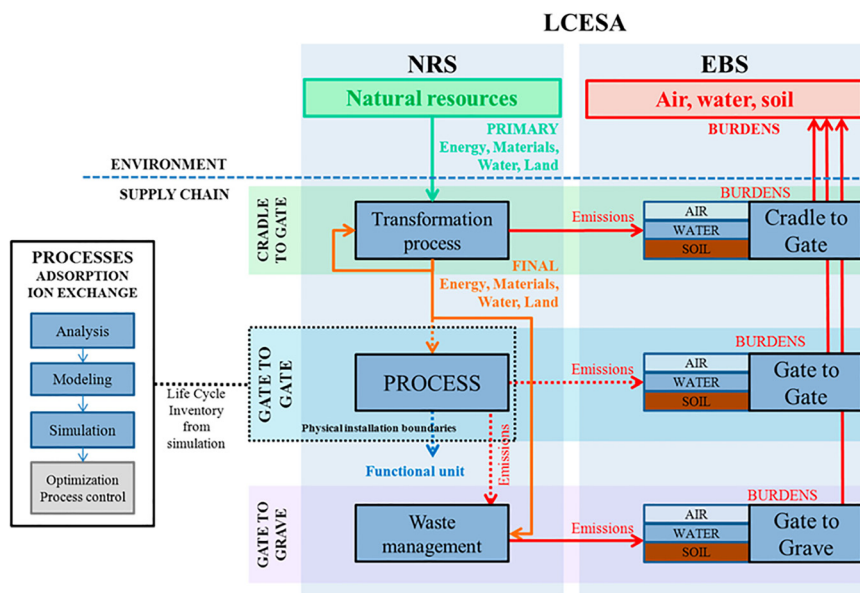 LCESA
NRS
EBS
Natural resources
Air, water, soil
PRIMARY
Energy, Materials,
Water, Land
BURDENS
ENVIRONMENT
SUPPLY CHAIN
CRADLE
TO GATE
Transformation
process
Emissions
BURDENS
AIR
WATER
SOIL
Cradle to
Gate
FINAL
Energy, Materials,
Water, Land
PROCESSES
ADSORPTION
ION EXCHANGE
Analysis
Modeling
Simulation
Optimization
Process control
Life Cycle
Inventory
from
simulation
GATE TO
GATE
PROCESS
Physical installation boundaries
Emissions
BURDENS
AIR
WATER
SOIL
Gate to
Gate
Functional unit
Emissions
GATE TO
GRAVE
Waste
management
Emissions
BURDENS
AIR
WATER
SOIL
Gate to
Grave